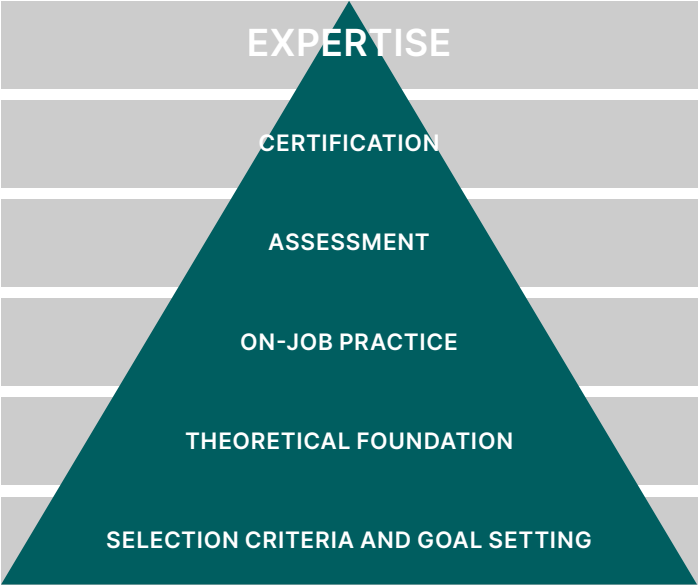 EXPERTISE
CERTIFICATION
ASSESSMENT
ON-JOB PRACTICE
THEORETICAL FOUNDATION
SELECTION CRITERIA AND GOAL SETTING